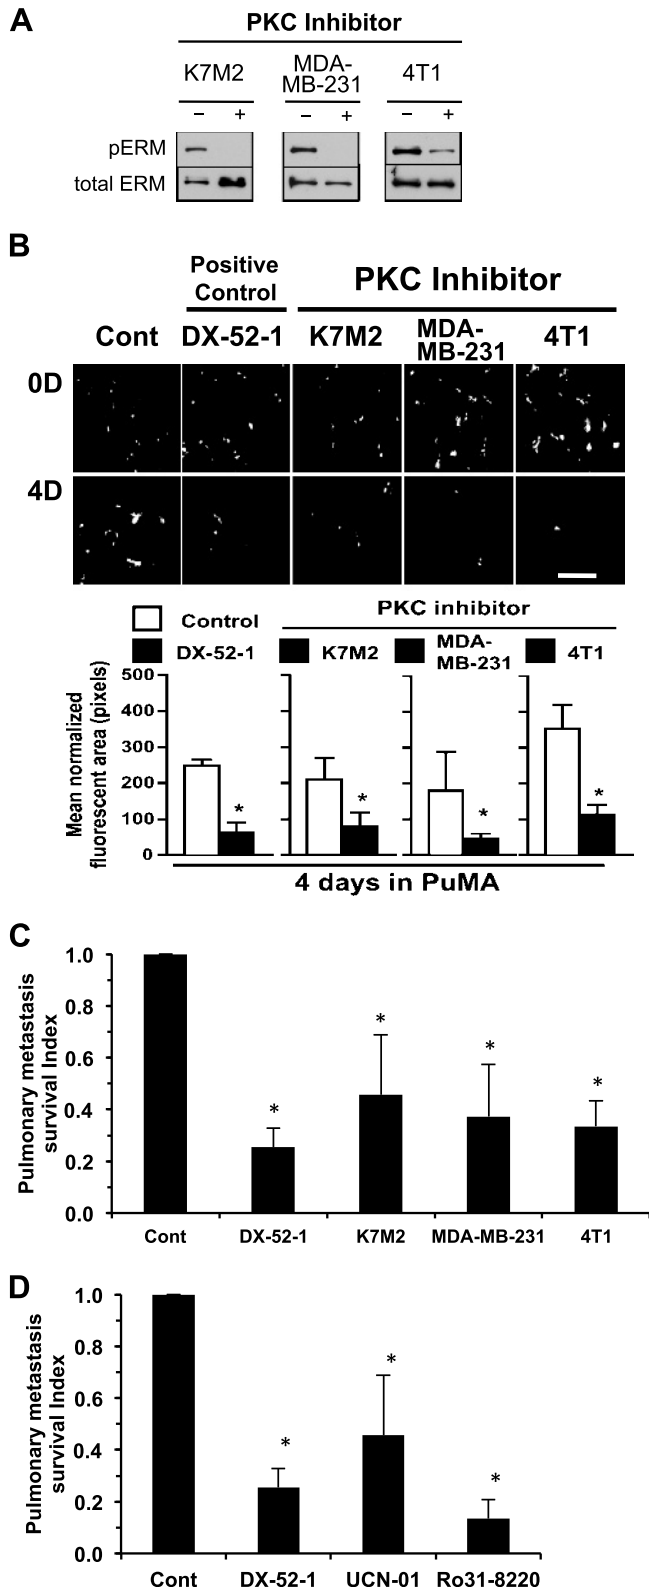 A
PKC Inhibitor
K7M2
MDA-
MB-231
4T1
– + – + – +
pERM
total ERM
B
Positive
Control
PKC Inhibitor
Cont
DX-52-1
K7M2
MDA-
MB-231
4T1
0D
4D
Control
PKC inhibitor
DX-52-1
K7M2
MDA-
MB-231
4T1
Mean normalized
fluorescent area (pixels)
500
400
300
200
100
0
* * * *
4 days in PuMA
C
Pulmonary metastasis
survival Index
1.0
0.8
0.6
0.4
0.2
0.0
* * * *
Cont DX-52-1 K7M2 MDA-MB-231 4T1
D
Pulmonary metastasis
survival Index
1.0
0.8
0.6
0.4
0.2
0.0
* * *
Cont DX-52-1 UCN-01 Ro31-8220